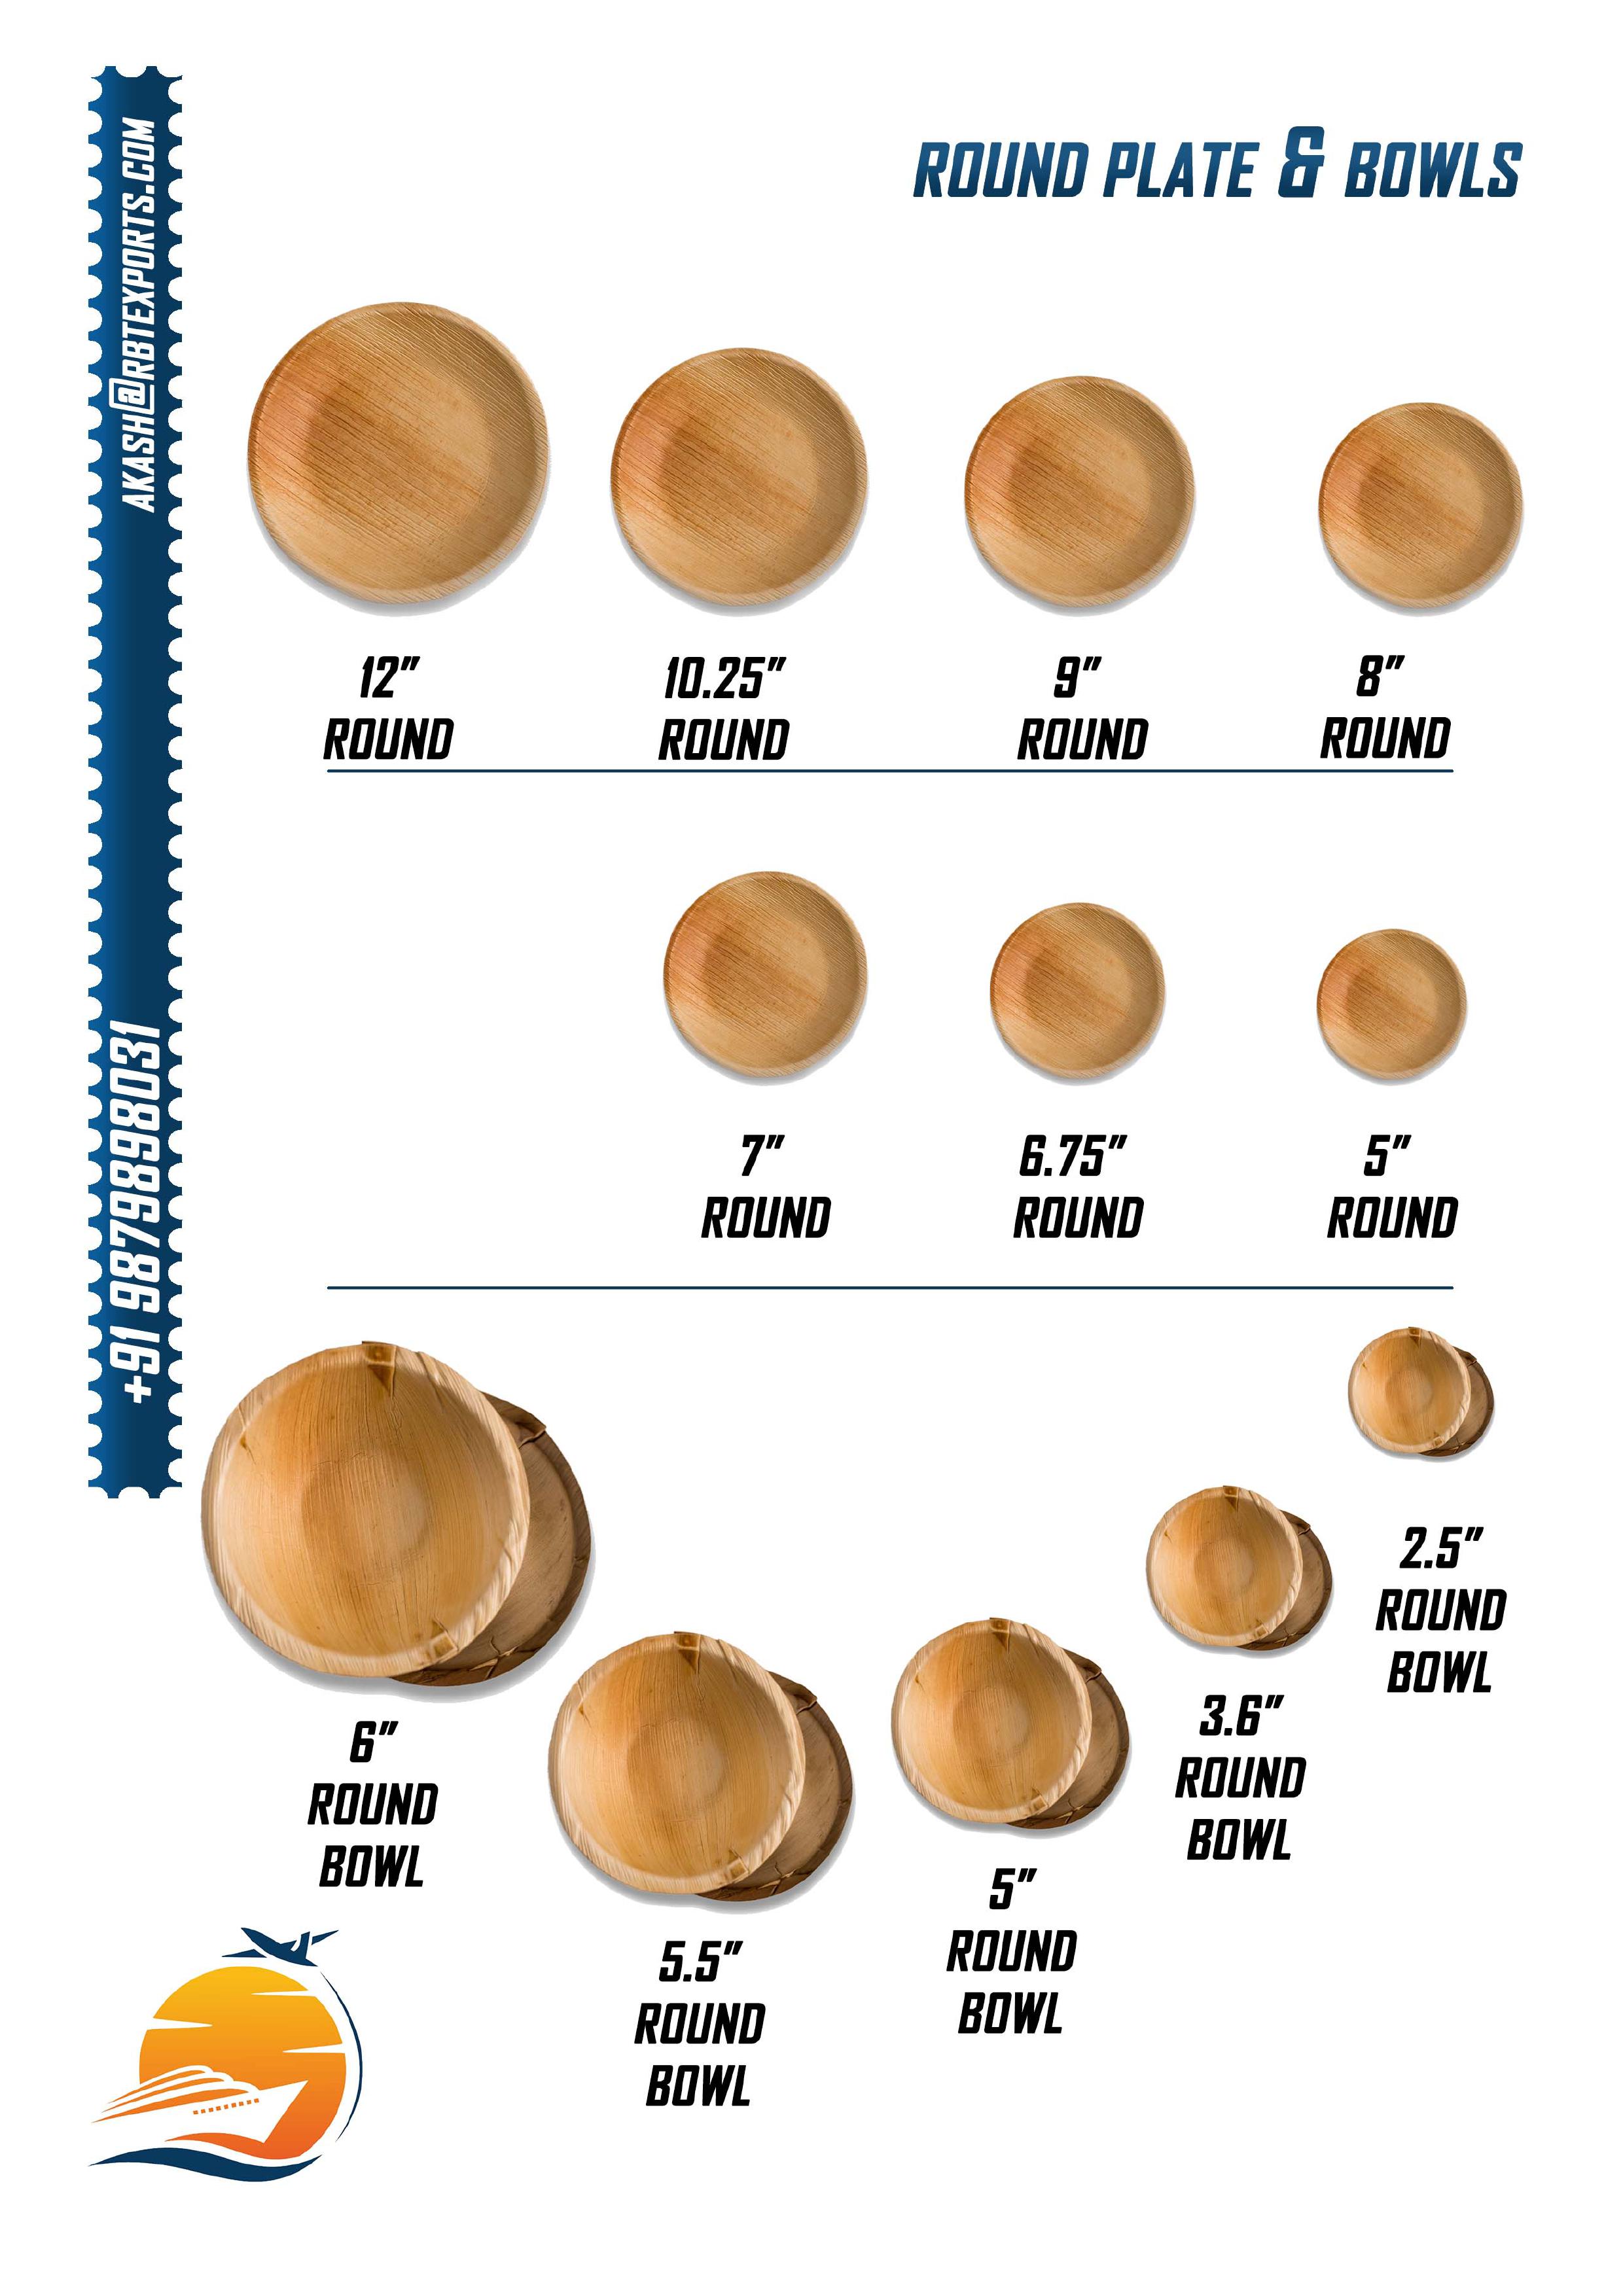 ROUND PLATE & BOWLS
AKASH@RBTEXPORTS.COM
+91 9879898031
12"
ROUND
10.25"
ROUND
9"
ROUND
8"
ROUND
7"
ROUND
6.75"
ROUND
5"
ROUND
6"
ROUND
BOWL
5.5"
ROUND
BOWL
5"
ROUND
BOWL
3.6"
ROUND
BOWL
2.5"
ROUND
BOWL